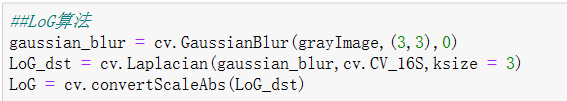 ##LoG算法
gaussian_blur = cv.GaussianBlur(grayImage,(3,3),0)
LoG_dst = cv.Laplacian(gaussian_blur,cv.CV_16S,ksize = 3)
LoG = cv.convertScaleAbs(LoG_dst)